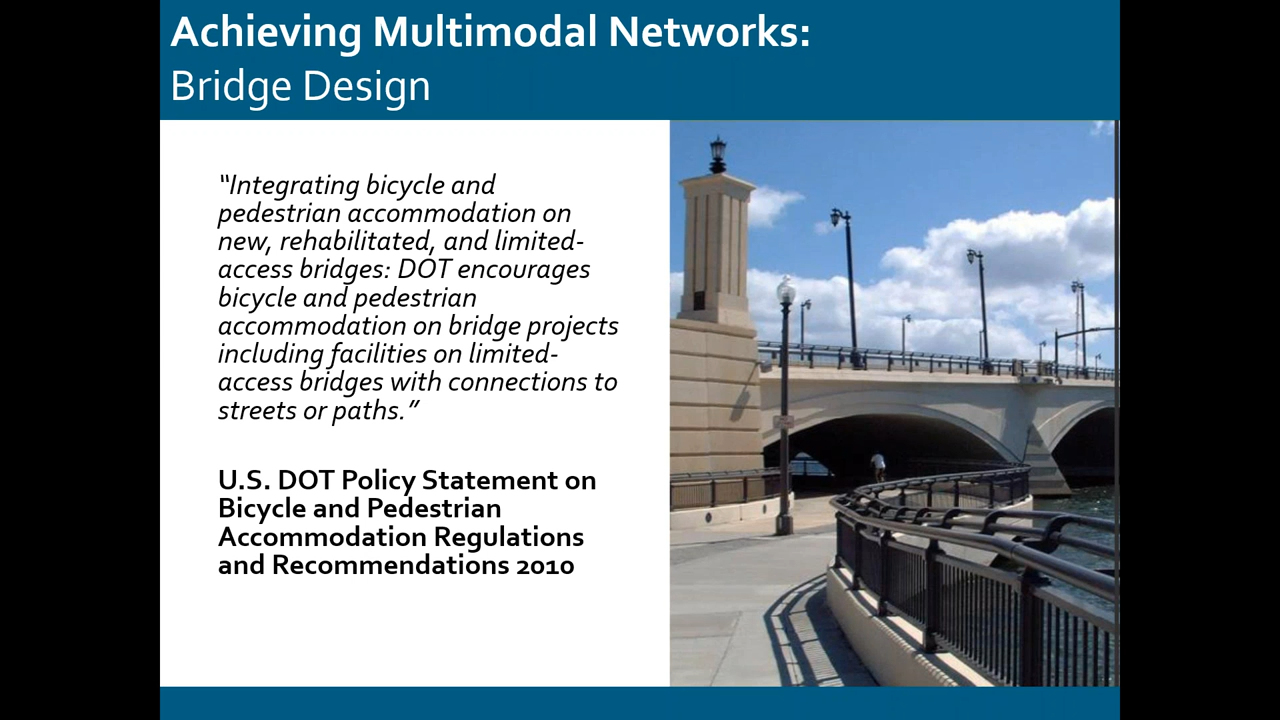 Achieving Multimodal Networks:
Bridge Design
“Integrating bicycle and
pedestrian accommodation on
new, rehabilitated, and limited-
access bridges: DOT encourages
bicycle and pedestrian
accommodation on bridge projects
including facilities on limited-
access bridges with connections to
streets or paths.”
U.S. DOT Policy Statement on
Bicycle and Pedestrian
Accommodation Regulations
and Recommendations 2010